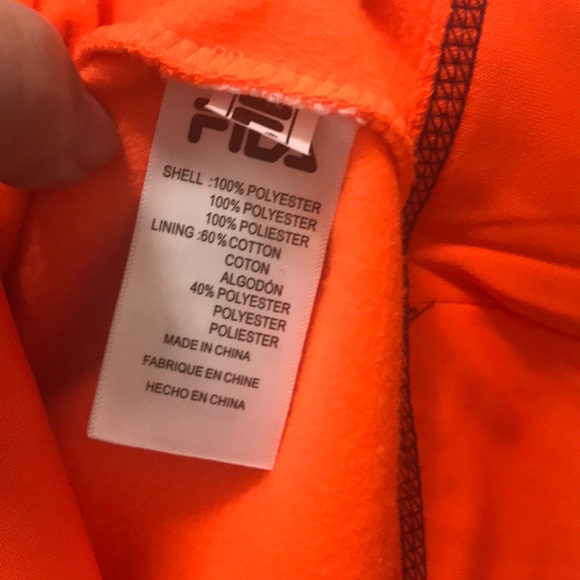 FILA
SHELL :100% POLYESTER
100% POLYESTER
100% POLIESTER
LINING :60% COTTON
COTON
ALGODÓN
40% POLYESTER
POLYESTER
POLIESTER
MADE IN CHINA
FABRIQUE EN CHINE
HECHO EN CHINA